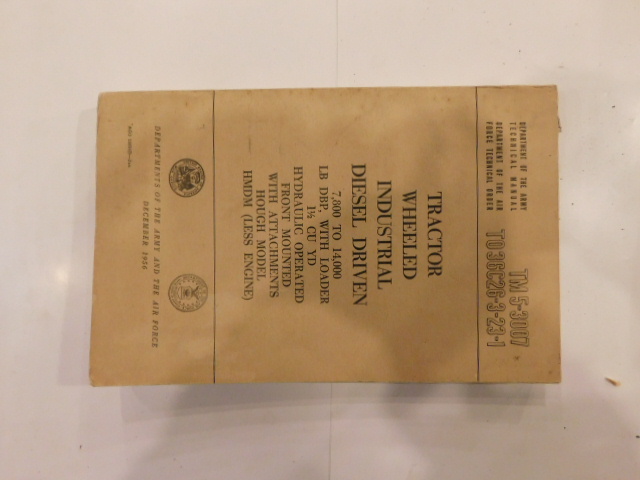 DEPARTMENT OF THE ARMY
TECHNICAL MANUAL
DEPARTMENT OF THE AIR
FORCE TECHNICAL ORDER
TM 5-3007
TO 36C26-3-23-1
TRACTOR
WHEELED
INDUSTRIAL
DIESEL DRIVEN
7,800 TO 14,000
LB DBP. WITH LOADER
1½ CU YD
HYDRAULIC OPERATED
FRONT MOUNTED
WITH ATTACHMENTS
HOUGH MODEL
HMDM (LESS ENGINE)
DEPARTMENTS OF THE ARMY AND THE AIR FORCE
DECEMBER 1956